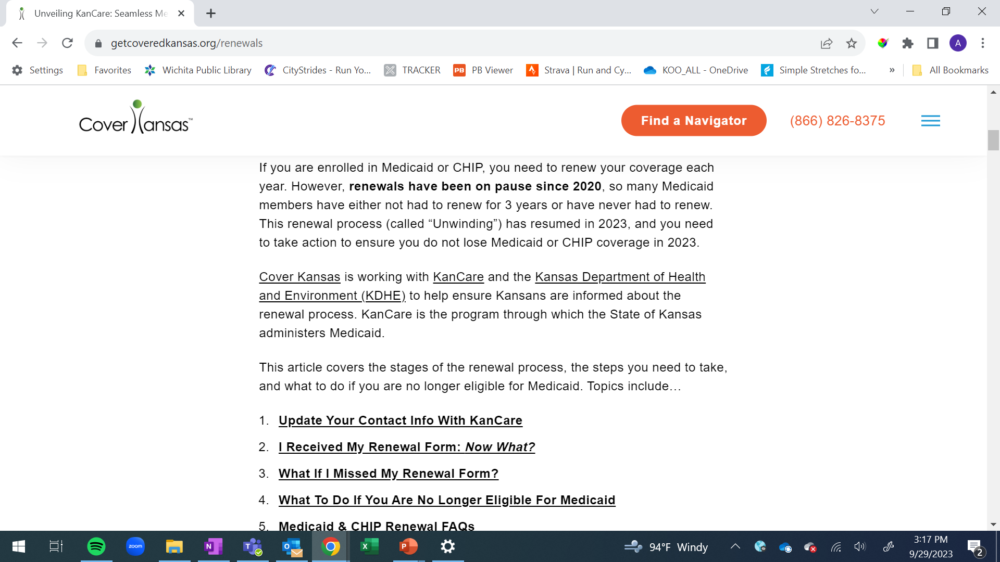 Unveiling KanCare: Seamless Me
getcoveredkansas.org/renewals
A
Settings
Favorites
Wichita Public Library
CityStrides - Run Yo...
TRACKER
PB
PB Viewer
Strava | Run and Cy...
KOO_ALL - OneDrive
Simple Stretches fo...
»
All Bookmarks
Cover Kansas™
Find a Navigator
(866) 826-8375
If you are enrolled in Medicaid or CHIP, you need to renew your coverage each
year. However, renewals have been on pause since 2020, so many Medicaid
members have either not had to renew for 3 years or have never had to renew.
This renewal process (called “Unwinding”) has resumed in 2023, and you need
to take action to ensure you do not lose Medicaid or CHIP coverage in 2023.
Cover Kansas is working with KanCare and the Kansas Department of Health
and Environment (KDHE) to help ensure Kansans are informed about the
renewal process. KanCare is the program through which the State of Kansas
administers Medicaid.
This article covers the stages of the renewal process, the steps you need to take,
and what to do if you are no longer eligible for Medicaid. Topics include…
1. Update Your Contact Info With KanCare
2. I Received My Renewal Form: Now What?
3. What If I Missed My Renewal Form?
4. What To Do If You Are No Longer Eligible For Medicaid
5. Medicaid & CHIP Renewal FAQs
zoom
N
T
O
X
P
94°F Windy
3:17 PM
9/29/2023
2